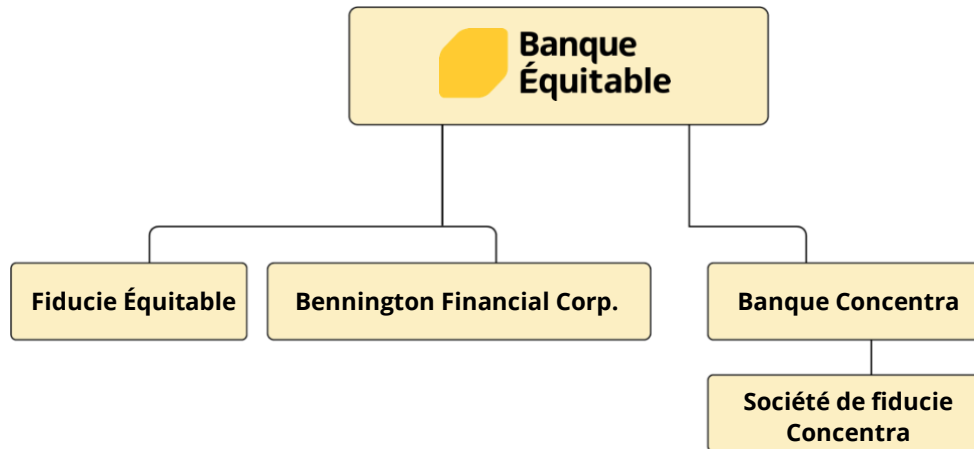 Banque
Équitable
Fiducie Équitable
Bennington Financial Corp.
Banque Concentra
Société de fiducie
Concentra